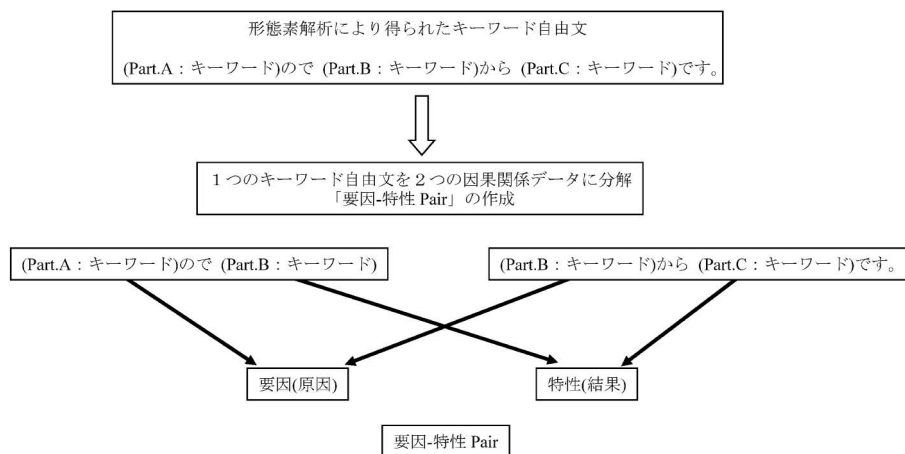 形態素解析により得られたキーワード自由文
(Part.A：キーワード)ので (Part.B：キーワード)から (Part.C：キーワード)です。
１つのキーワード自由文を２つの因果関係データに分解
「要因-特性 Pair」の作成
(Part.A：キーワード)ので (Part.B：キーワード)
(Part.B：キーワード)から (Part.C：キーワード)です。
要因(原因)
特性(結果)
要因-特性 Pair